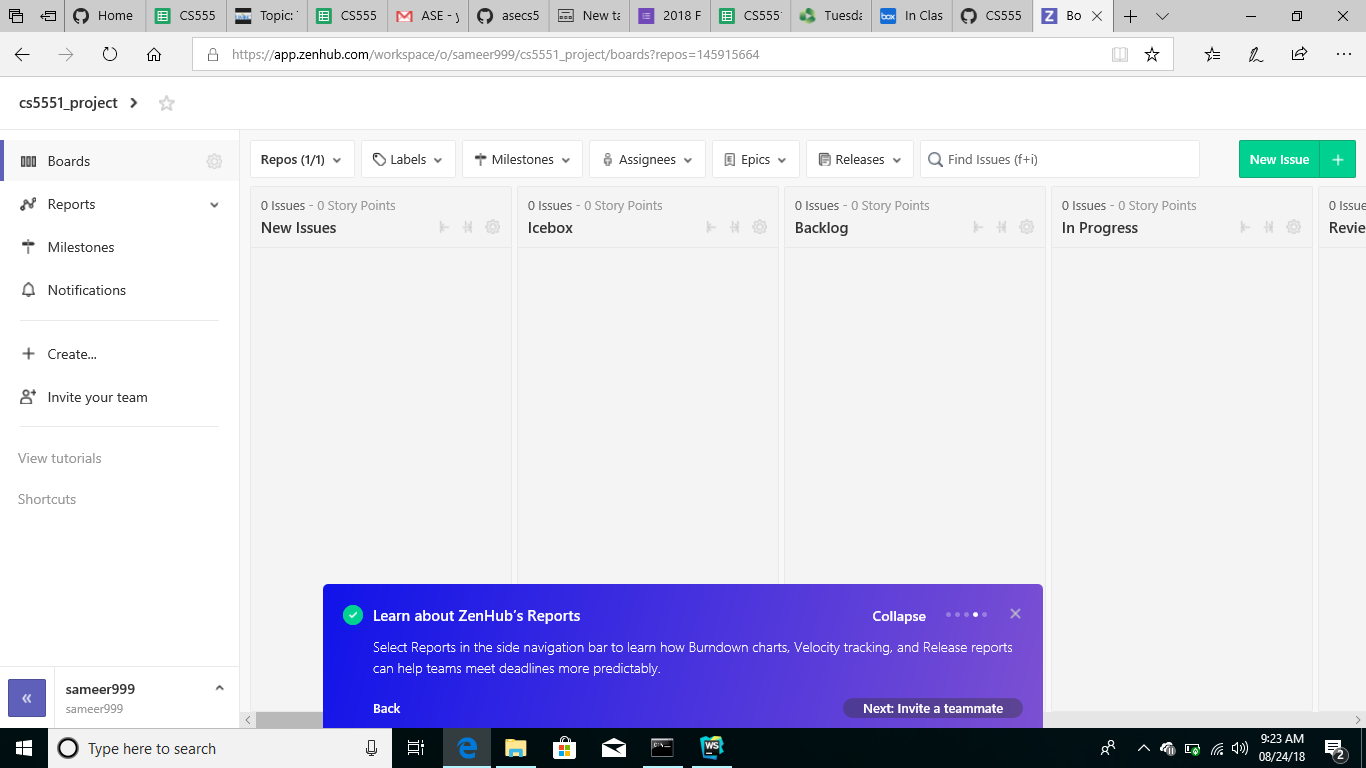 Home
CS555
Topic:
CS555
ASE - y
asecs5
New ta
2018 F
CS555
Tuesda
In Clas
CS555
Bo
https://app.zenhub.com/workspace/o/sameer999/cs5551_project/boards?repos=145915664
cs5551_project
Boards
Reports
Milestones
Notifications
Create...
Invite your team
View tutorials
Shortcuts
sameer999
sameer999
Repos (1/1)
Labels
Milestones
Assignees
Epics
Releases
Find Issues (f+i)
New Issue
0 Issues - 0 Story Points
New Issues
0 Issues - 0 Story Points
Icebox
0 Issues - 0 Story Points
Backlog
0 Issues - 0 Story Points
In Progress
0 Issue
Revie
Learn about ZenHub's Reports
Collapse
Select Reports in the side navigation bar to learn how Burndown charts, Velocity tracking, and Release reports
can help teams meet deadlines more predictably.
Back
Next: Invite a teammate
Type here to search
9:23 AM
08/24/18
2